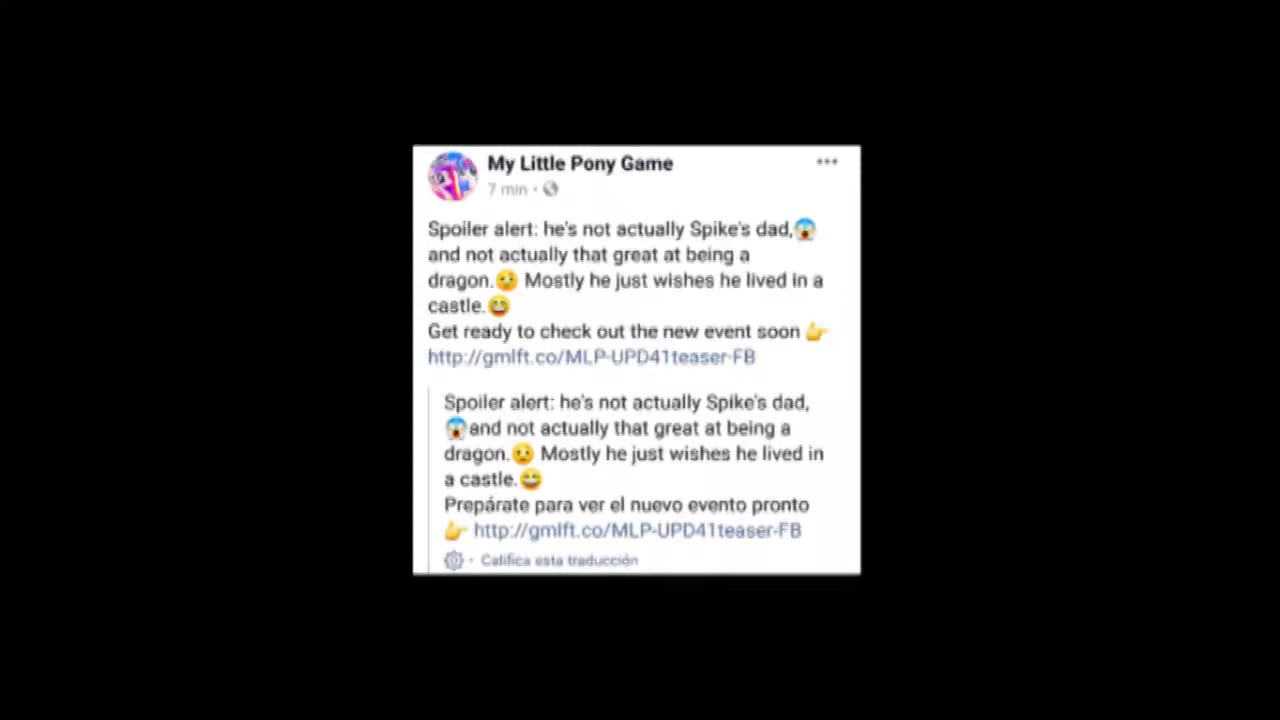 My Little Pony Game
7 min ·
Spoiler alert: he's not actually Spike's dad,😱
and not actually that great at being a
dragon.😢 Mostly he just wishes he lived in a
castle.😄
Get ready to check out the new event soon 👉
http://gmlft.co/MLP-UPD41teaser-FB
Spoiler alert: he's not actually Spike's dad,
😱and not actually that great at being a
dragon.😢 Mostly he just wishes he lived in
a castle.😄
Prepárate para ver el nuevo evento pronto
👉 http://gmlft.co/MLP-UPD41teaser-FB
· Califica esta traducción